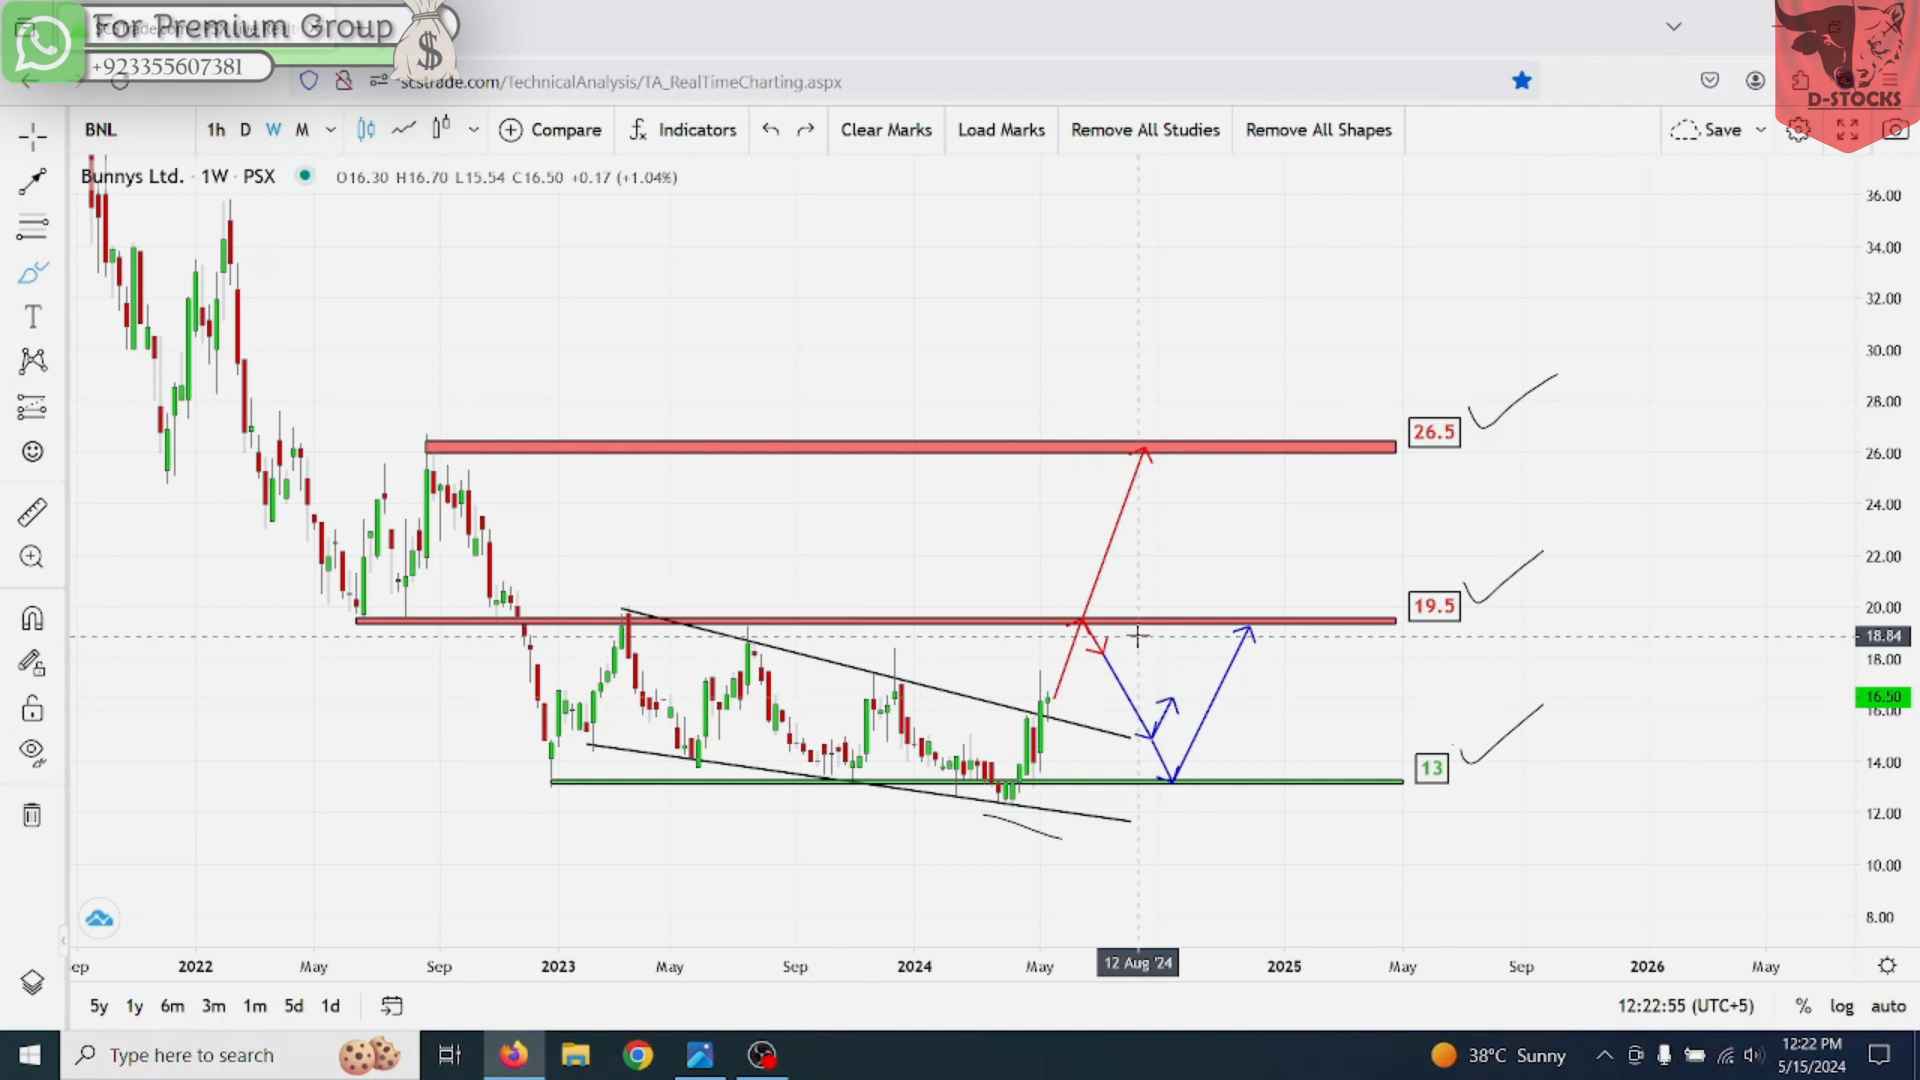 For Premium Group
+923355607381
$
scstrade.com/TechnicalAnalysis/TA_RealTimeCharting.aspx
D-STOCKS
BNL
1h D W M
Compare
Indicators
Clear Marks
Load Marks
Remove All Studies
Remove All Shapes
Save
Bunnys Ltd. · 1W · PSX
O16.30 H16.70 L15.54 C16.50 +0.17 (+1.04%)
36.00
34.00
32.00
30.00
28.00
26.5
26.00
24.00
22.00
19.5
20.00
18.84
18.00
16.50
16.00
13
14.00
12.00
10.00
8.00
ep 2022 May Sep 2023 May Sep 2024 May 12 Aug '24 2025 May Sep 2026 May
5y 1y 6m 3m 1m 5d 1d
12:22:55 (UTC+5)
% log auto
Type here to search
38°C Sunny
12:22 PM
5/15/2024